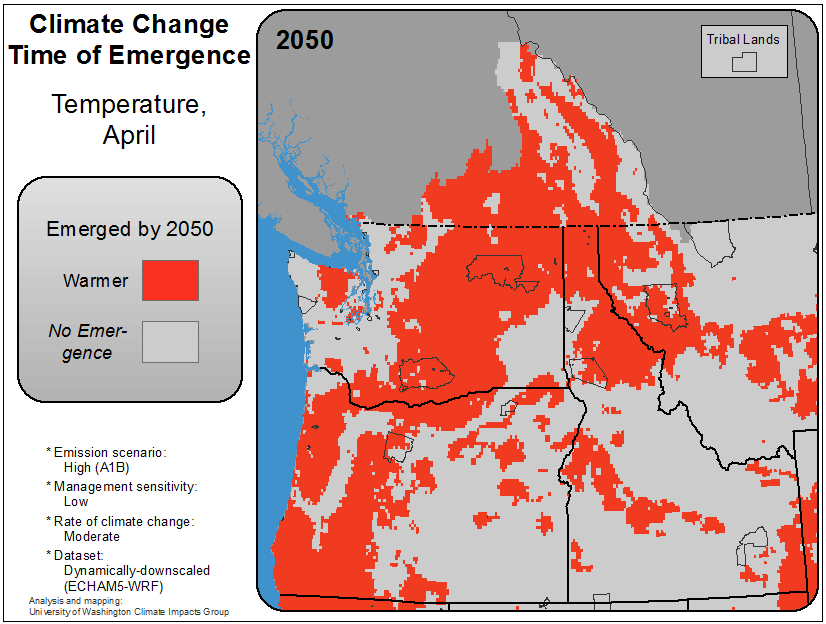 Climate Change
Time of Emergence
Temperature,
April
2050
Tribal Lands
Emerged by 2050
Warmer
No Emer-
gence
* Emission scenario:
High (A1B)
* Management sensitivity:
Low
* Rate of climate change:
Moderate
* Dataset:
Dynamically-downscaled
(ECHAM5-WRF)
Analysis and mapping:
University of Washington Climate Impacts Group